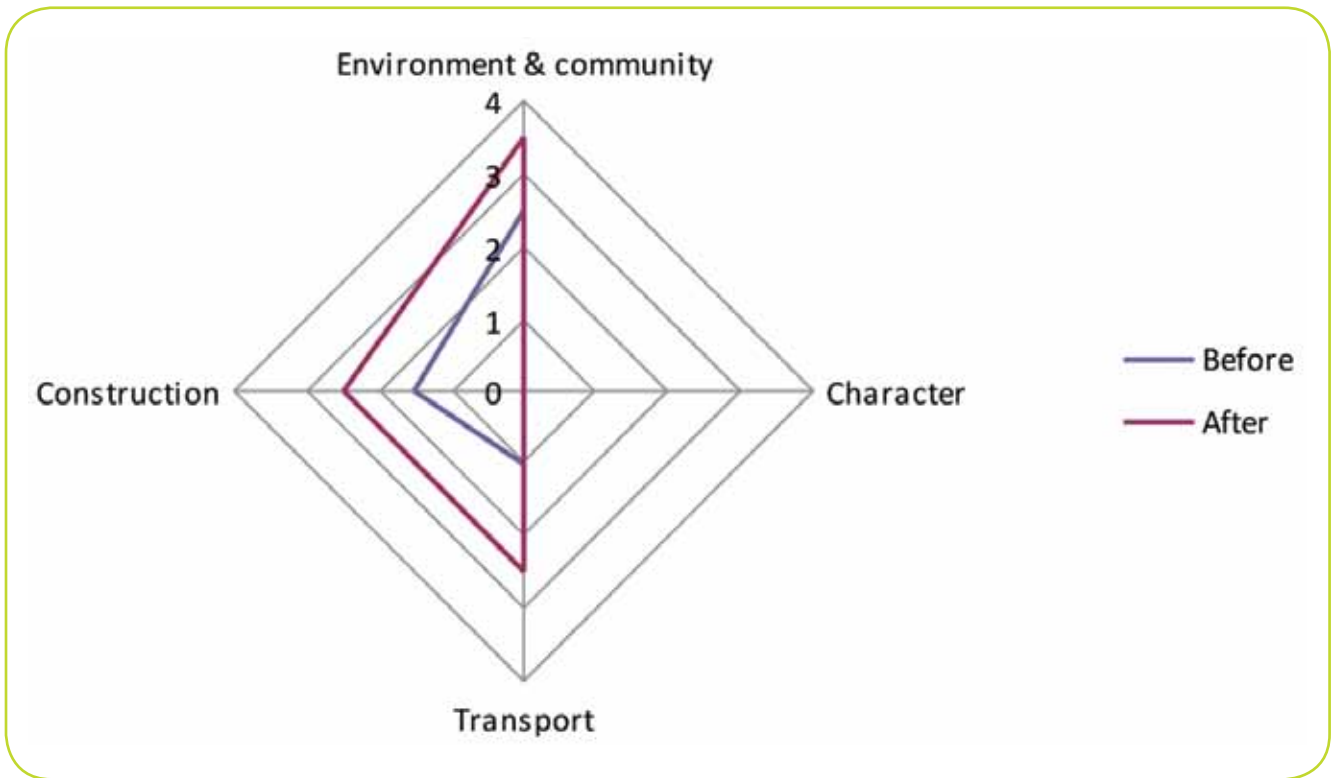 Environment & community
4
3
2
1
0
Construction
Character
Transport
Before
After